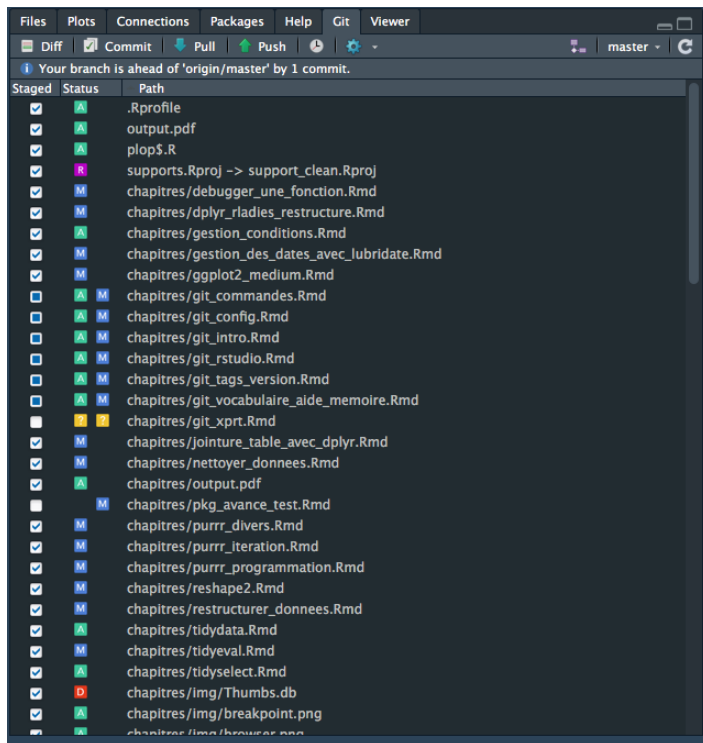 Files Plots Connections Packages Help Git Viewer
Diff Commit Pull Push master
Your branch is ahead of 'origin/master' by 1 commit.
Staged Status Path
A .Rprofile
A output.pdf
A plop$.R
R supports.Rproj -> support_clean.Rproj
M chapitres/debugger_une_fonction.Rmd
M chapitres/dplyr_rladies_restructure.Rmd
A chapitres/gestion_conditions.Rmd
M chapitres/gestion_des_dates_avec_lubridate.Rmd
M chapitres/ggplot2_medium.Rmd
A M chapitres/git_commandes.Rmd
A M chapitres/git_config.Rmd
A M chapitres/git_intro.Rmd
A M chapitres/git_rstudio.Rmd
A M chapitres/git_tags_version.Rmd
A M chapitres/git_vocabulaire_aide_memoire.Rmd
? ? chapitres/git_xprt.Rmd
M chapitres/jointure_table_avec_dplyr.Rmd
M chapitres/nettoyer_donnees.Rmd
A chapitres/output.pdf
M chapitres/pkg_avance_test.Rmd
M chapitres/purrr_divers.Rmd
M chapitres/purrr_iteration.Rmd
M chapitres/purrr_programmation.Rmd
M chapitres/reshape2.Rmd
M chapitres/restructurer_donnees.Rmd
A chapitres/tidydata.Rmd
M chapitres/tidyeval.Rmd
A chapitres/tidyselect.Rmd
D chapitres/img/Thumbs.db
A chapitres/img/breakpoint.png
A chapitres/img/browser.png